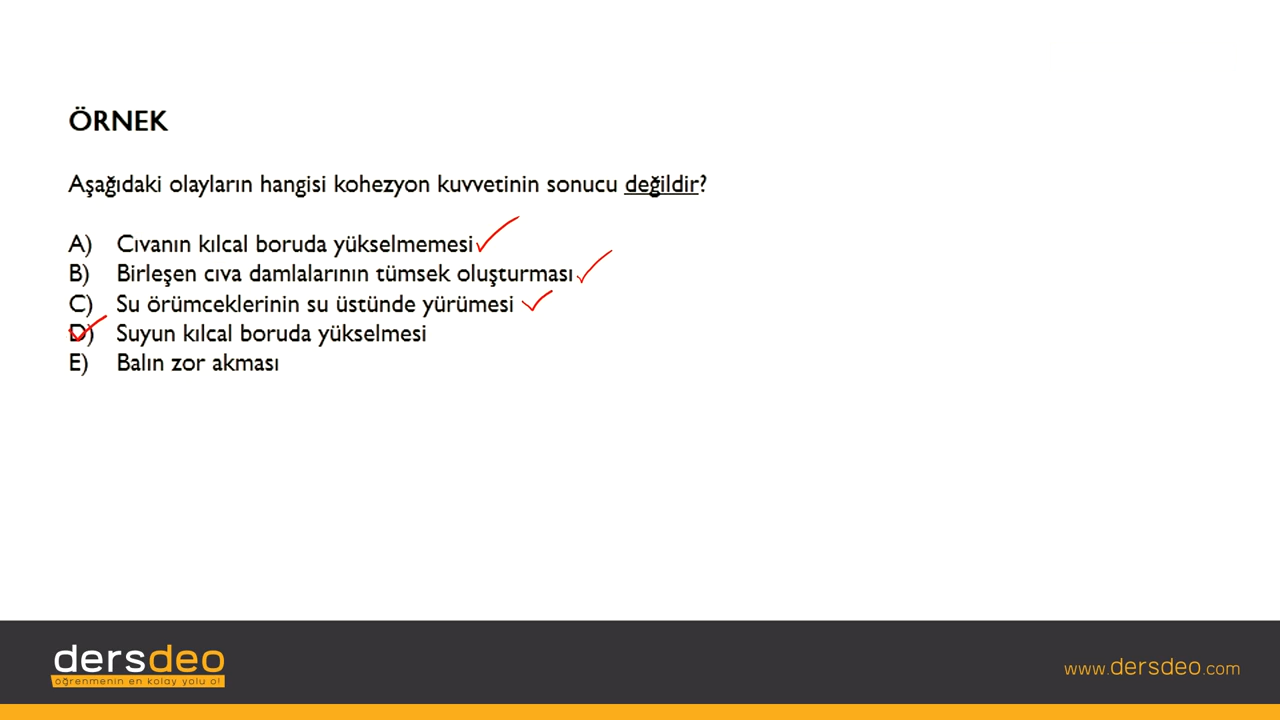 ÖRNEK
Aşağıdaki olayların hangisi kohezyon kuvvetinin sonucu değildir?
A) Cıvanın kılcal boruda yükselmemesi
B) Birleşen cıva damlalarının tümsek oluşturması
C) Su örümceklerinin su üstünde yürümesi
D) Suyun kılcal boruda yükselmesi
E) Balın zor akması
dersdeo
öğrenmenin en kolay yolu o!
www.dersdeo.com